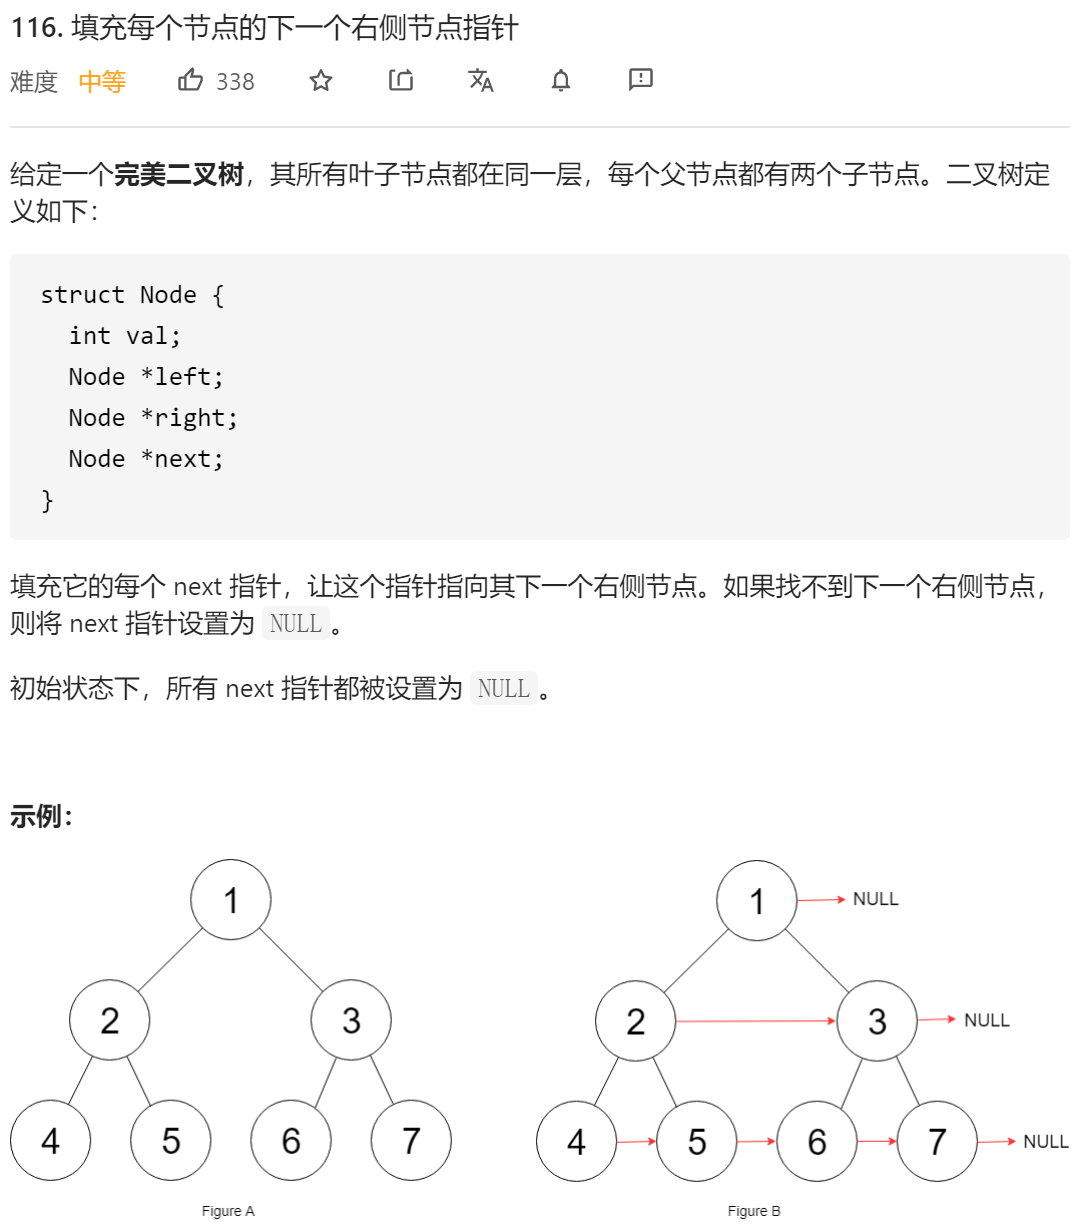 116. 填充每个节点的下一个右侧节点指针
难度 中等 338
给定一个完美二叉树，其所有叶子节点都在同一层，每个父节点都有两个子节点。二叉树定
义如下：
struct Node {
  int val;
  Node *left;
  Node *right;
  Node *next;
}
填充它的每个 next 指针，让这个指针指向其下一个右侧节点。如果找不到下一个右侧节点，
则将 next 指针设置为 NULL。
初始状态下，所有 next 指针都被设置为 NULL。
示例：
1 1 NULL
2 3 2 3 NULL
4 5 6 7 4 5 6 7 NULL
Figure A Figure B